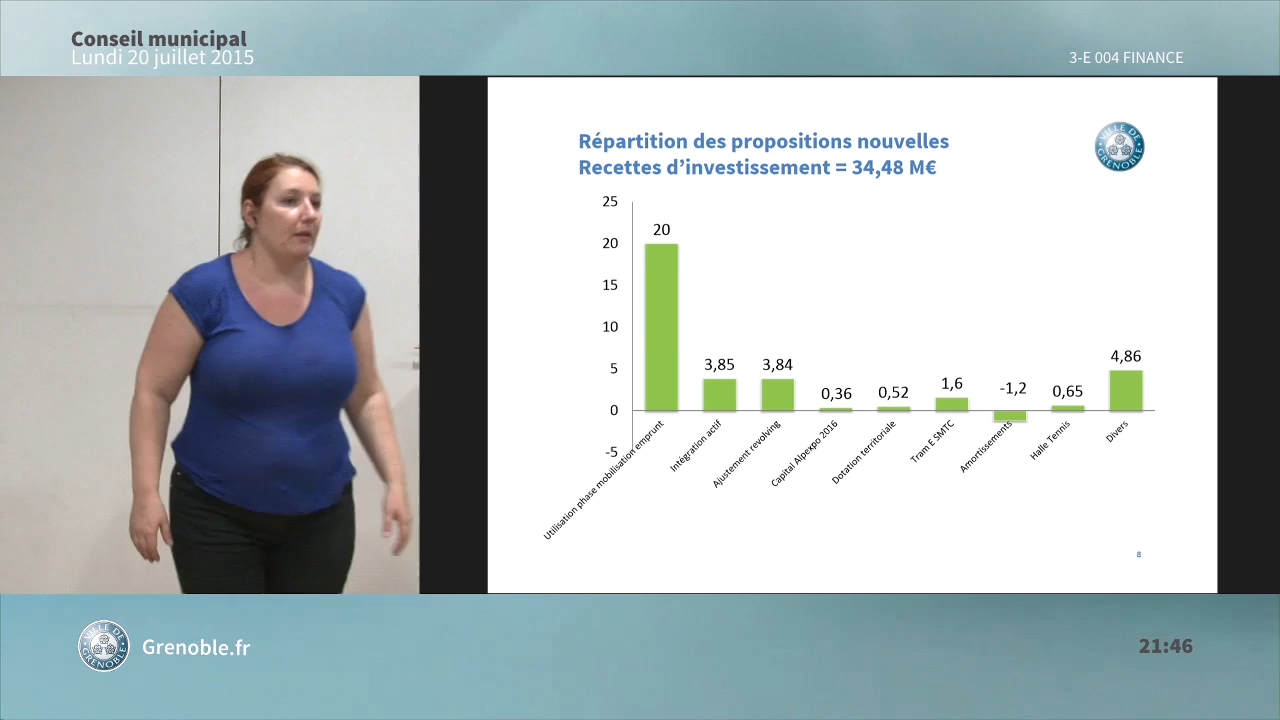 Conseil municipal
Lundi 20 juillet 2015
3-E 004 FINANCE
Répartition des propositions nouvelles
Recettes d’investissement = 34,48 M€
VILLE DE GRENOBLE
25
20
15
10
5
0
-5
20
3,85
3,84
0,36
0,52
1,6
-1,2
0,65
4,86
Utilisation phase mobilisation emprunt
Intégration actif
Ajustement revolving
Capital Alpexpo 2016
Dotation territoriale
Tram E SMTC
Amortissements
Halle Tennis
Divers
8
VILLE DE GRENOBLE
Grenoble.fr
21:46